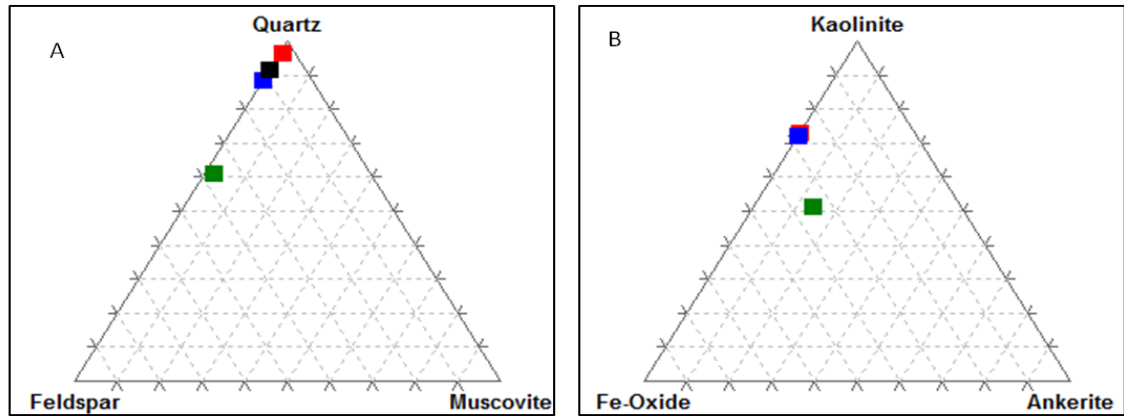 A
Quartz
Feldspar
Muscovite
B
Kaolinite
Fe-Oxide
Ankerite